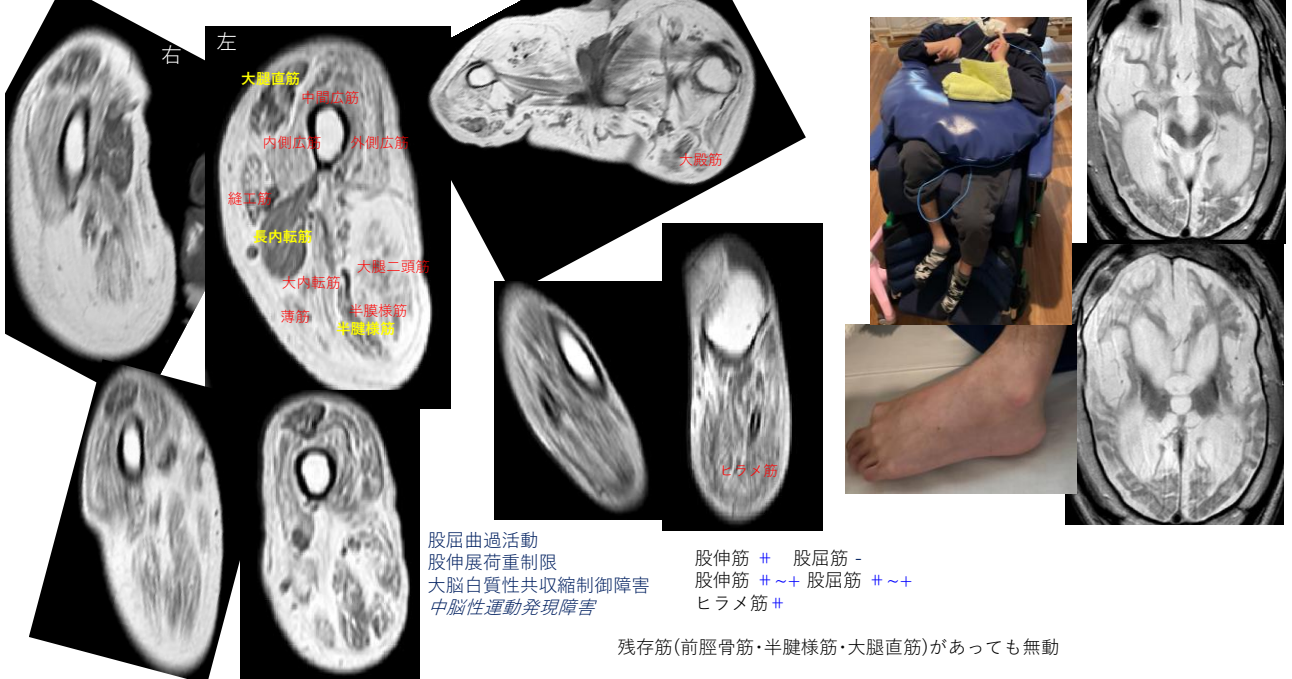 右
左
大腿直筋
中間広筋
内側広筋
外側広筋
縫工筋
長内転筋
大腿二頭筋
大内転筋
半膜様筋
薄筋
半腱様筋
大殿筋
ヒラメ筋
股屈曲過活動
股伸展荷重制限
大脳白質性共収縮制御障害
中脳性運動発現障害
股伸筋 ⧺ 股屈筋 -
股伸筋 ⧺~+ 股屈筋 ⧺~+
ヒラメ筋⧺
残存筋(前脛骨筋･半腱様筋･大腿直筋)があっても無動